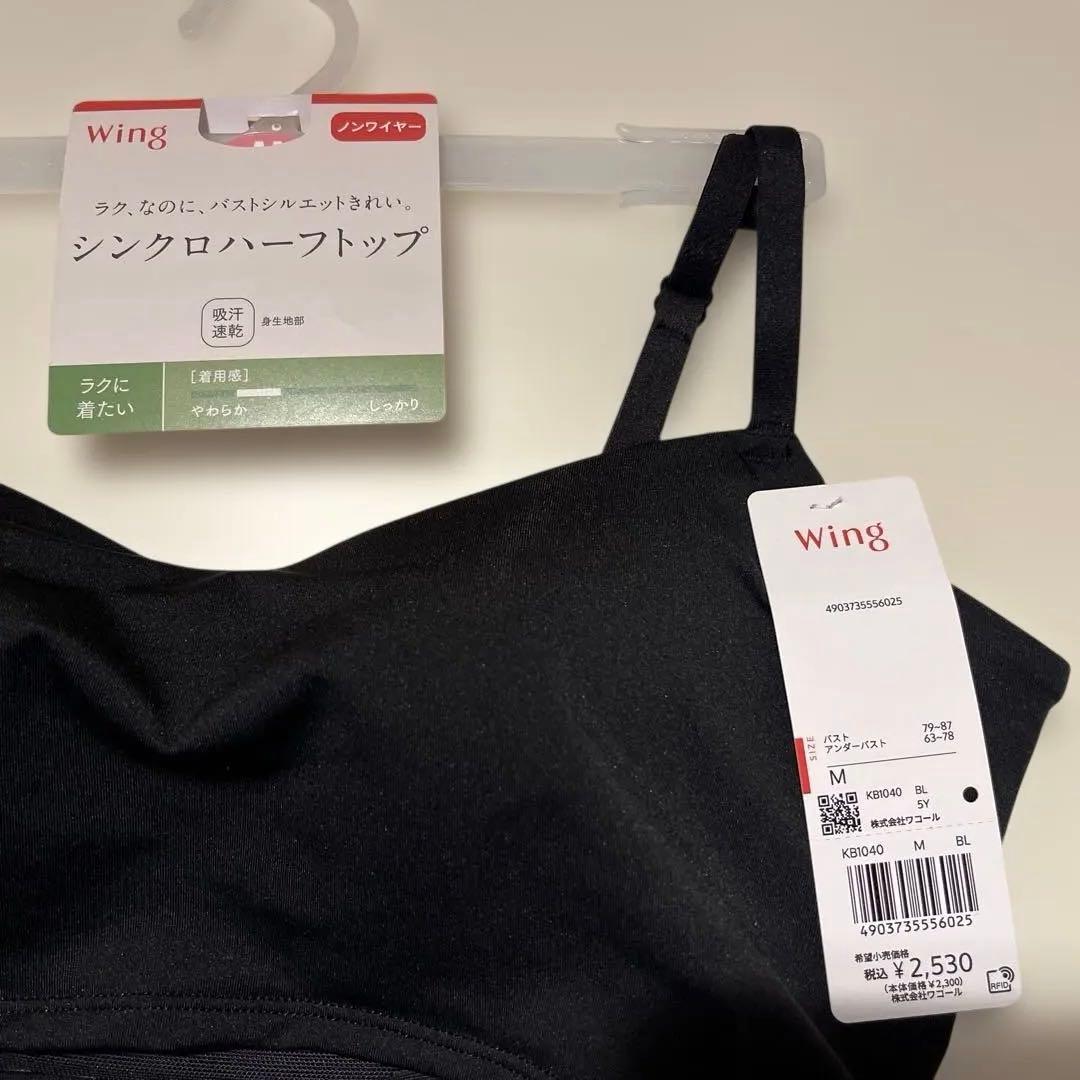 Wing
ノンワイヤー
ラク、なのに、バストシルエットきれい。
シンクロハーフトップ
吸汗
速乾
身生地部
ラクに
着たい
[着用感]
やわらか
しっかり
Wing
4903735556025
SIZE
バスト 79~87
アンダーバスト 63~78
M
KB1040 BL
5Y
株式会社ワコール
KB1040 M BL
4903735556025
希望小売価格
税込 ¥2,530
(本体価格¥2,300)
株式会社ワコール
RFID